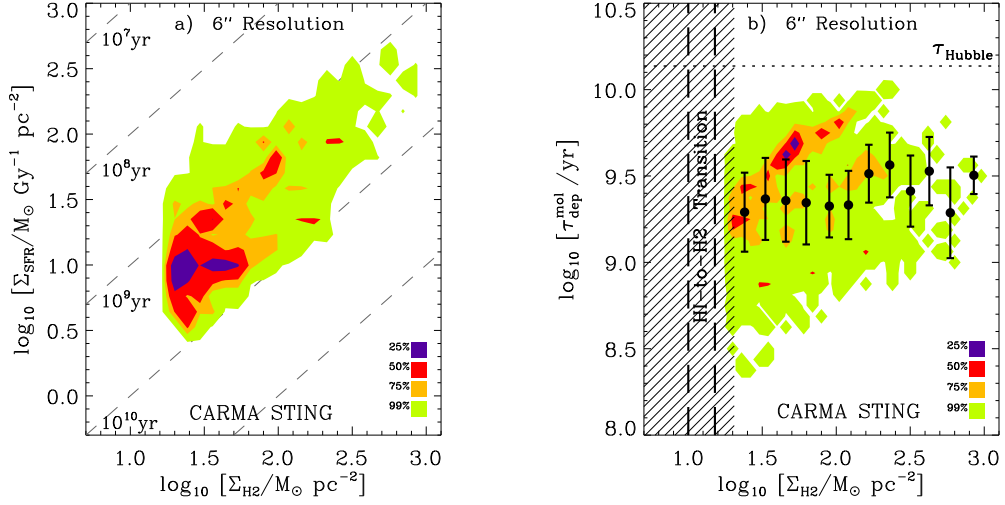 a) 6″ Resolution
10⁷yr
10⁸yr
10⁹yr
10¹⁰yr
log₁₀ [Σ_SFR/M_⊙ Gy⁻¹ pc⁻²]
3.0
2.5
2.0
1.5
1.0
0.5
0.0
25%
50%
75%
99%
CARMA STING
1.0 1.5 2.0 2.5 3.0
log₁₀ [Σ_H2/M_⊙ pc⁻²]
b) 6″ Resolution
τ_Hubble
HI-to-H2 Transition
log₁₀ [τ_dep^mol/yr]
10.5
10.0
9.5
9.0
8.5
8.0
25%
50%
75%
99%
CARMA STING
1.0 1.5 2.0 2.5 3.0
log₁₀ [Σ_H2/M_⊙ pc⁻²]